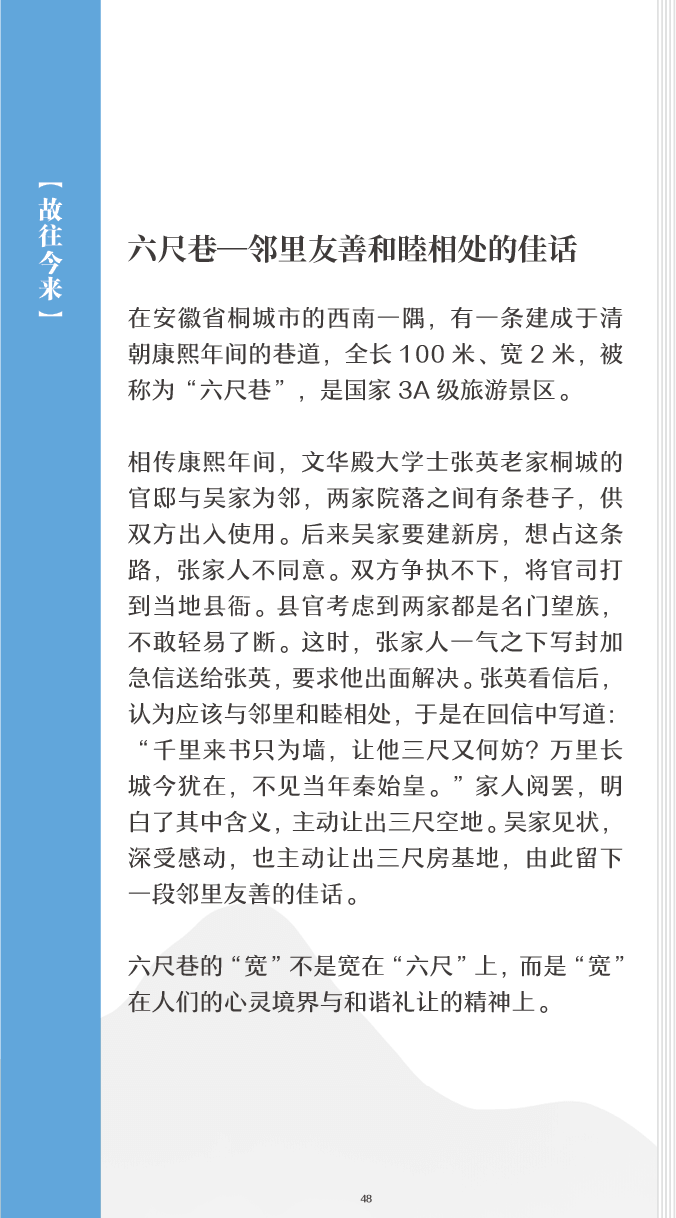 【故往今来】
六尺巷—邻里友善和睦相处的佳话
在安徽省桐城市的西南一隅，有一条建成于清
朝康熙年间的巷道，全长 100 米、宽 2 米，被
称为“六尺巷”，是国家 3A 级旅游景区。
相传康熙年间，文华殿大学士张英老家桐城的
官邸与吴家为邻，两家院落之间有条巷子，供
双方出入使用。后来吴家要建新房，想占这条
路，张家人不同意。双方争执不下，将官司打
到当地县衙。县官考虑到两家都是名门望族，
不敢轻易了断。这时，张家人一气之下写封加
急信送给张英，要求他出面解决。张英看信后，
认为应该与邻里和睦相处，于是在回信中写道：
“千里来书只为墙，让他三尺又何妨？万里长
城今犹在，不见当年秦始皇。”家人阅罢，明
白了其中含义，主动让出三尺空地。吴家见状，
深受感动，也主动让出三尺房基地，由此留下
一段邻里友善的佳话。
六尺巷的“宽”不是宽在“六尺”上，而是“宽”
在人们的心灵境界与和谐礼让的精神上。
48